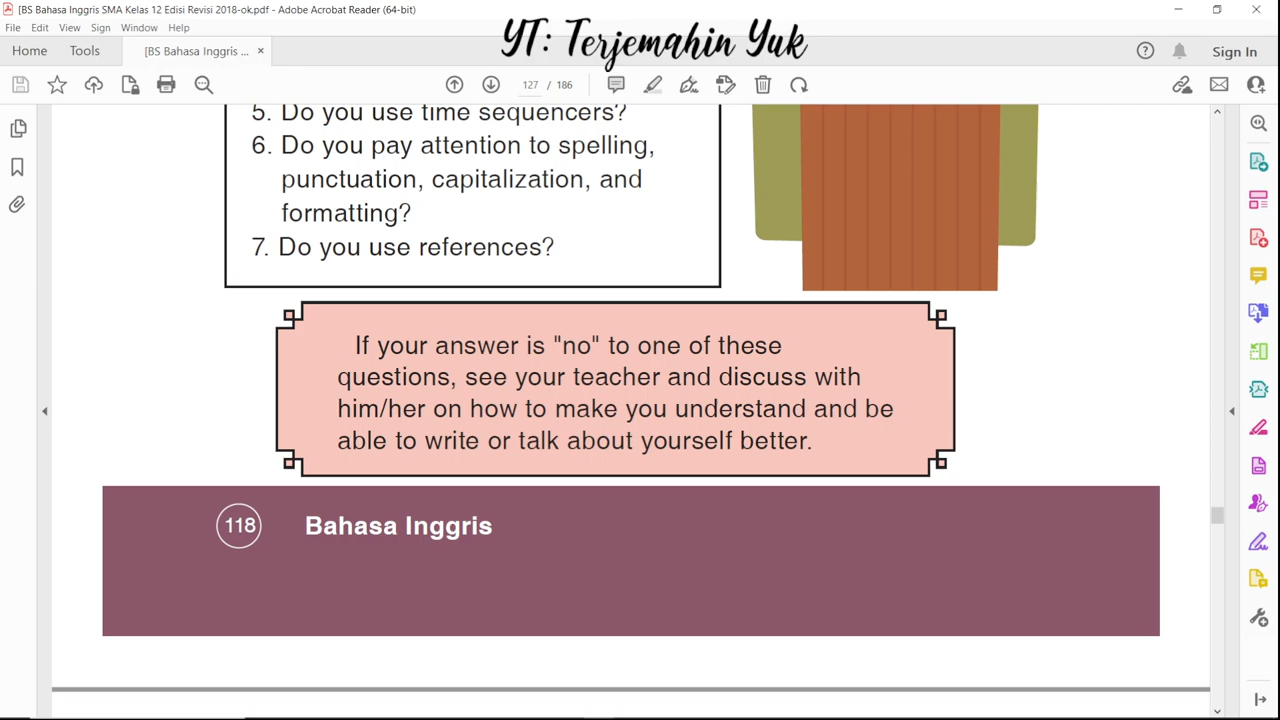 [BS Bahasa Inggris SMA Kelas 12 Edisi Revisi 2018-ok.pdf - Adobe Acrobat Reader (64-bit)
File Edit View Sign Window Help
YT: Terjemahin Yuk
Home Tools [BS Bahasa Inggris ... Sign In
127 / 186
5. Do you use time sequencers?
6. Do you pay attention to spelling,
punctuation, capitalization, and
formatting?
7. Do you use references?
If your answer is "no" to one of these
questions, see your teacher and discuss with
him/her on how to make you understand and be
able to write or talk about yourself better.
118 Bahasa Inggris